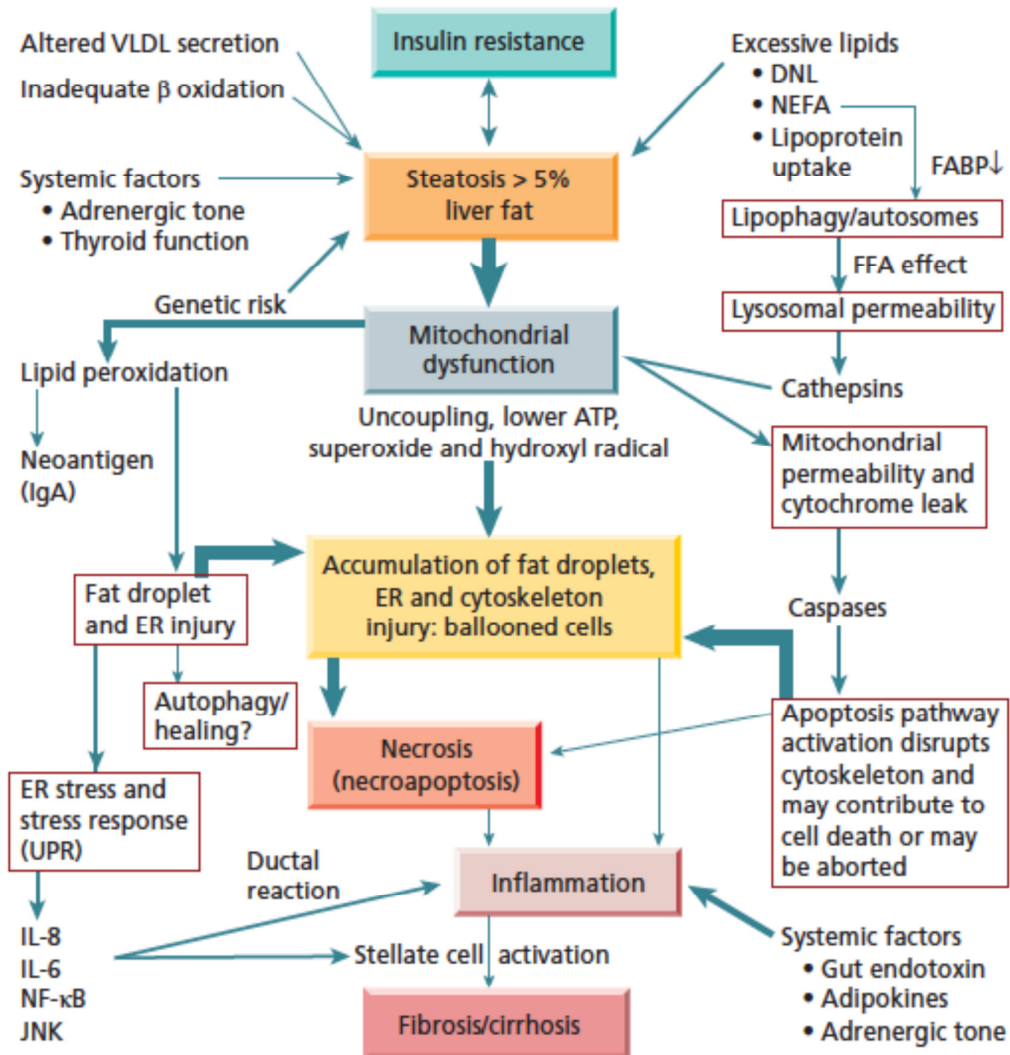 Altered VLDL secretion
Inadequate β oxidation
Insulin resistance
Excessive lipids
• DNL
• NEFA
• Lipoprotein
uptake
FABP↓
Systemic factors
• Adrenergic tone
• Thyroid function
Steatosis > 5%
liver fat
Lipophagy/autosomes
FFA effect
Genetic risk
Lysosomal permeability
Mitochondrial
dysfunction
Lipid peroxidation
Cathepsins
Uncoupling, lower ATP,
superoxide and hydroxyl radical
Neoantigen
(IgA)
Mitochondrial
permeability and
cytochrome leak
Accumulation of fat droplets,
ER and cytoskeleton
injury: ballooned cells
Fat droplet
and ER injury
Caspases
Autophagy/
healing?
Necrosis
(necroapoptosis)
Apoptosis pathway
activation disrupts
cytoskeleton and
may contribute to
cell death or may
be aborted
ER stress and
stress response
(UPR)
Ductal
reaction
Inflammation
IL-8
IL-6
NF-κB
JNK
Stellate cell activation
Systemic factors
• Gut endotoxin
• Adipokines
• Adrenergic tone
Fibrosis/cirrhosis